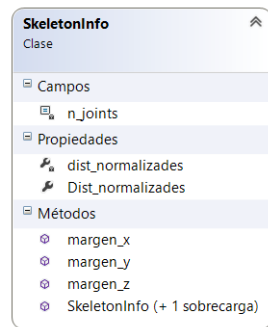 SkeletonInfo
Clase
Campos
n_joints
Propiedades
dist_normalizades
Dist_normalizades
Métodos
margen_x
margen_y
margen_z
SkeletonInfo (+ 1 sobrecarga)